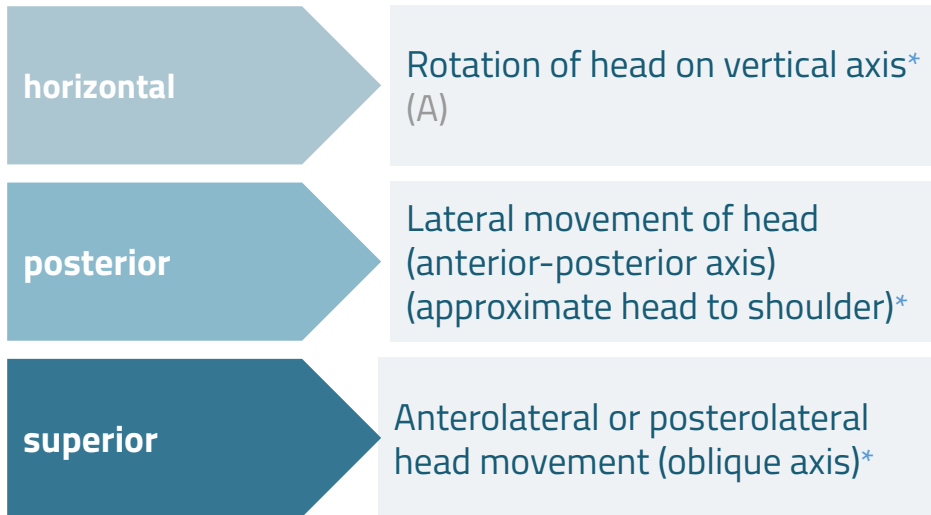 horizontal
Rotation of head on vertical axis*
(A)
posterior
Lateral movement of head
(anterior-posterior axis)
(approximate head to shoulder)*
superior
Anterolateral or posterolateral
head movement (oblique axis)*